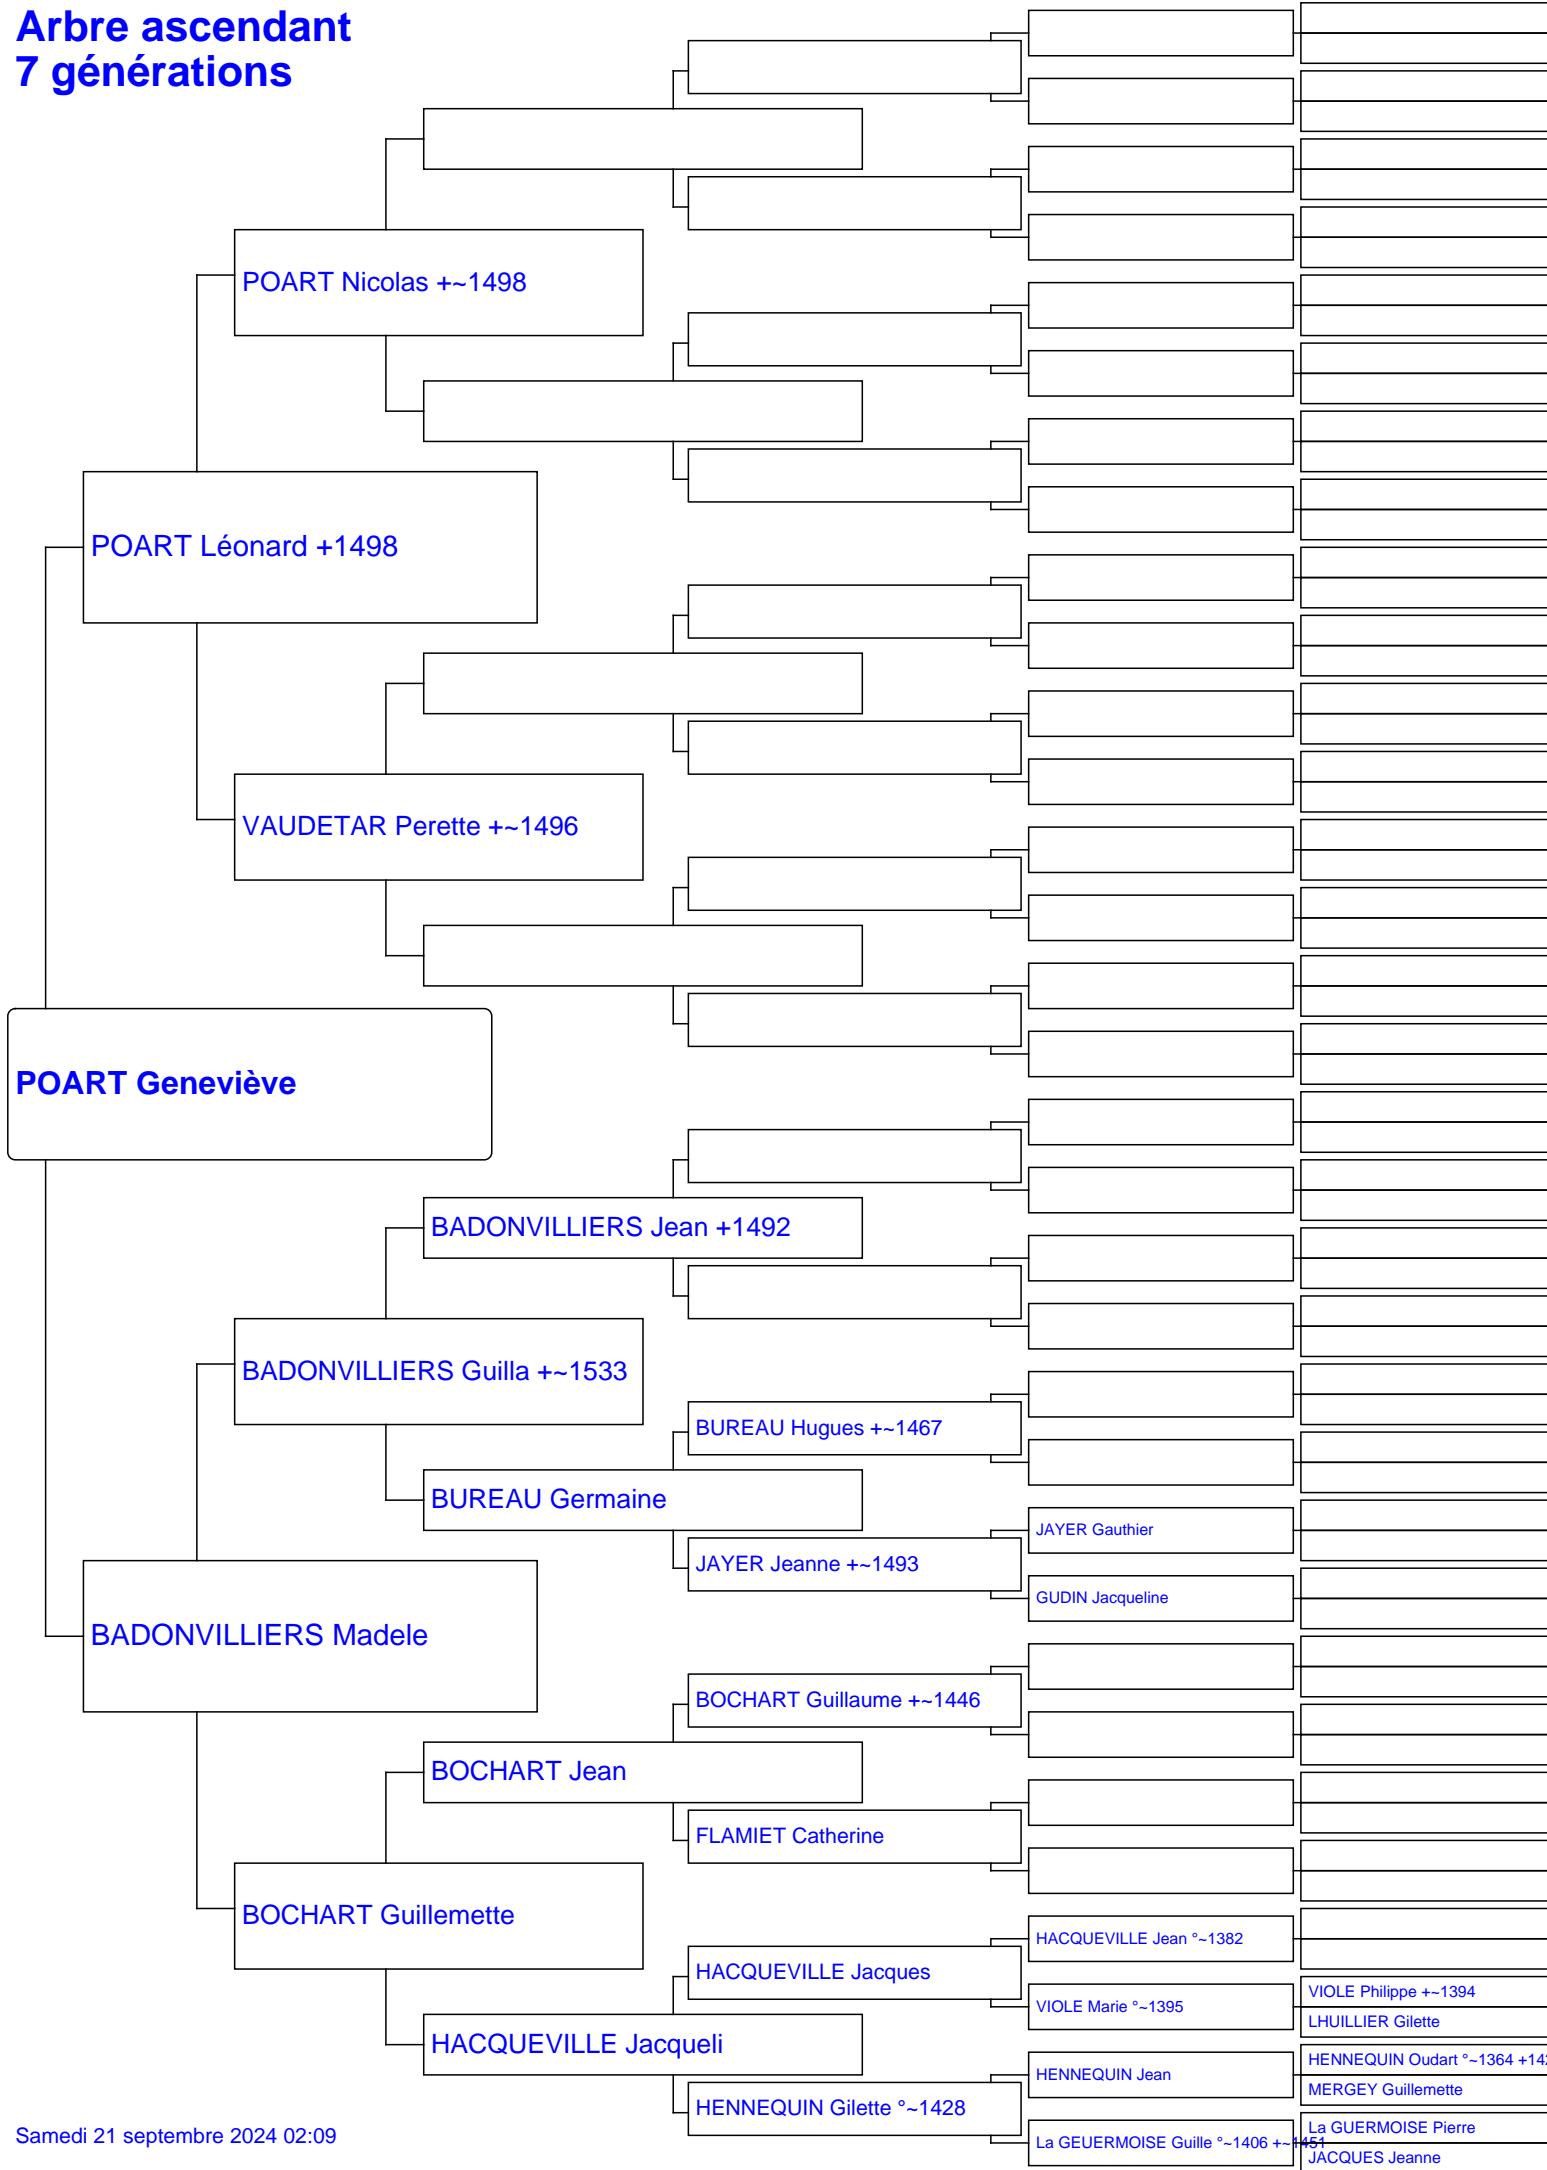 Arbre ascendant
7 générations
POART Nicolas +~1498
POART Léonard +1498
VAUDETAR Perette +~1496
POART Geneviève
BADONVILLIERS Jean +1492
BADONVILLIERS Guilla +~1533
BUREAU Hugues +~1467
BUREAU Germaine
JAYER Gauthier
JAYER Jeanne +~1493
GUDIN Jacqueline
BADONVILLIERS Madele
BOCHART Guillaume +~1446
BOCHART Jean
FLAMIET Catherine
BOCHART Guillemette
HACQUEVILLE Jean °~1382
HACQUEVILLE Jacques
VIOLE Philippe +~1394
VIOLE Marie °~1395
LHUILLIER Gilette
HACQUEVILLE Jacqueli
HENNEQUIN Oudart °~1364
HENNEQUIN Jean
MERGEY Guillemette
HENNEQUIN Gilette °~1428
La GUERMOISE Pierre
La GEUERMOISE Guille °~1406 +~1451
JACQUES Jeanne
Samedi 21 septembre 2024 02:09